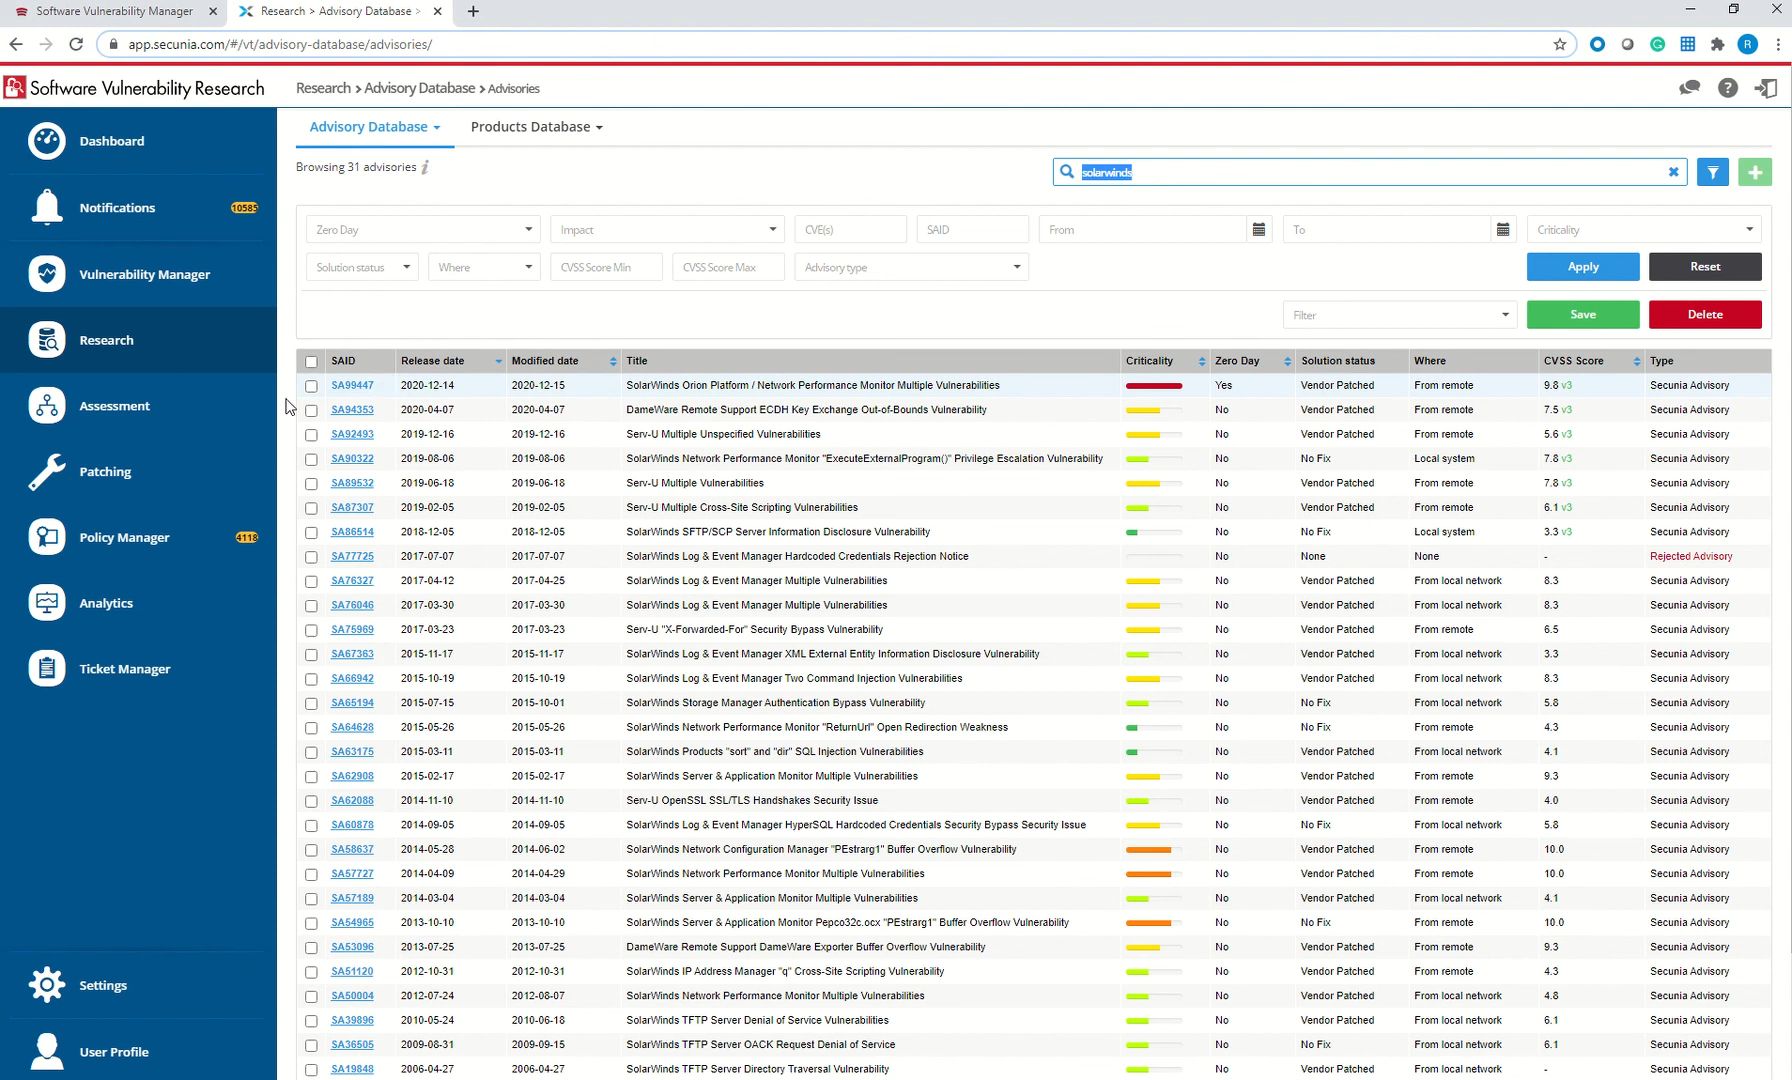 Software Vulnerability Manager
Research > Advisory Database >
app.secunia.com/#/vt/advisory-database/advisories/
R
Software Vulnerability Research
Research > Advisory Database > Advisories
Dashboard
Notifications 10585
Vulnerability Manager
Research
Assessment
Patching
Policy Manager 4118
Analytics
Ticket Manager
Settings
User Profile
Advisory Database Products Database
Browsing 31 advisories i
solarwinds
Zero Day Impact CVE(s) SAID From To Criticality
Solution status Where CVSS Score Min CVSS Score Max Advisory type Apply Reset
Filter Save Delete
SAID Release date Modified date Title Criticality Zero Day Solution status Where CVSS Score Type
SA99447 2020-12-14 2020-12-15 SolarWinds Orion Platform / Network Performance Monitor Multiple Vulnerabilities Yes Vendor Patched From remote 9.8 v3 Secunia Advisory
SA94353 2020-04-07 2020-04-07 DameWare Remote Support ECDH Key Exchange Out-of-Bounds Vulnerability No Vendor Patched From remote 7.5 v3 Secunia Advisory
SA92493 2019-12-16 2019-12-16 Serv-U Multiple Unspecified Vulnerabilities No Vendor Patched From remote 5.6 v3 Secunia Advisory
SA90322 2019-08-06 2019-08-06 SolarWinds Network Performance Monitor "ExecuteExternalProgram()" Privilege Escalation Vulnerability No No Fix Local system 7.8 v3 Secunia Advisory
SA89532 2019-06-18 2019-06-18 Serv-U Multiple Vulnerabilities No Vendor Patched From remote 7.8 v3 Secunia Advisory
SA87307 2019-02-05 2019-02-05 Serv-U Multiple Cross-Site Scripting Vulnerabilities No Vendor Patched From remote 6.1 v3 Secunia Advisory
SA86514 2018-12-05 2018-12-05 SolarWinds SFTP/SCP Server Information Disclosure Vulnerability No No Fix Local system 3.3 v3 Secunia Advisory
SA77725 2017-07-07 2017-07-07 SolarWinds Log & Event Manager Hardcoded Credentials Rejection Notice No None None - Rejected Advisory
SA76327 2017-04-12 2017-04-25 SolarWinds Log & Event Manager Multiple Vulnerabilities No Vendor Patched From local network 8.3 Secunia Advisory
SA76046 2017-03-30 2017-03-30 SolarWinds Log & Event Manager Multiple Vulnerabilities No Vendor Patched From local network 8.3 Secunia Advisory
SA75969 2017-03-23 2017-03-23 Serv-U "X-Forwarded-For" Security Bypass Vulnerability No Vendor Patched From remote 6.5 Secunia Advisory
SA67363 2015-11-17 2015-11-17 SolarWinds Log & Event Manager XML External Entity Information Disclosure Vulnerability No Vendor Patched From local network 3.3 Secunia Advisory
SA66942 2015-10-19 2015-10-19 SolarWinds Log & Event Manager Two Command Injection Vulnerabilities No Vendor Patched From local network 8.3 Secunia Advisory
SA65194 2015-07-15 2015-10-01 SolarWinds Storage Manager Authentication Bypass Vulnerability No No Fix From local network 5.8 Secunia Advisory
SA64628 2015-05-26 2015-05-26 SolarWinds Network Performance Monitor "ReturnUrl" Open Redirection Weakness No No Fix From remote 4.3 Secunia Advisory
SA63175 2015-03-11 2015-03-11 SolarWinds Products "sort" and "dir" SQL Injection Vulnerabilities No Vendor Patched From local network 4.1 Secunia Advisory
SA62908 2015-02-17 2015-02-17 SolarWinds Server & Application Monitor Multiple Vulnerabilities No Vendor Patched From remote 9.3 Secunia Advisory
SA62088 2014-11-10 2014-11-10 Serv-U OpenSSL SSL/TLS Handshakes Security Issue No Vendor Patched From remote 4.0 Secunia Advisory
SA60878 2014-09-05 2014-09-05 SolarWinds Log & Event Manager HyperSQL Hardcoded Credentials Security Bypass Security Issue No No Fix From local network 5.8 Secunia Advisory
SA58637 2014-05-28 2014-06-02 SolarWinds Network Configuration Manager "PEstrarg1" Buffer Overflow Vulnerability No Vendor Patched From remote 10.0 Secunia Advisory
SA57727 2014-04-09 2014-04-29 SolarWinds Network Performance Monitor Multiple Vulnerabilities No Vendor Patched From remote 10.0 Secunia Advisory
SA57189 2014-03-04 2014-03-04 SolarWinds Server & Application Monitor Multiple Vulnerabilities No Vendor Patched From local network 4.1 Secunia Advisory
SA54965 2013-10-10 2013-10-10 SolarWinds Server & Application Monitor Pepco32c.ocx "PEstrarg1" Buffer Overflow Vulnerability No No Fix From remote 10.0 Secunia Advisory
SA53096 2013-07-25 2013-07-25 DameWare Remote Support DameWare Exporter Buffer Overflow Vulnerability No Vendor Patched From remote 9.3 Secunia Advisory
SA51120 2012-10-31 2012-10-31 SolarWinds IP Address Manager "q" Cross-Site Scripting Vulnerability No Vendor Patched From remote 4.3 Secunia Advisory
SA50004 2012-07-24 2012-08-07 SolarWinds Network Performance Monitor Multiple Vulnerabilities No Vendor Patched From local network 4.8 Secunia Advisory
SA39896 2010-05-24 2010-06-18 SolarWinds TFTP Server Denial of Service Vulnerabilities No Vendor Patched From local network 6.1 Secunia Advisory
SA36505 2009-08-31 2009-09-15 SolarWinds TFTP Server OACK Request Denial of Service No No Fix From local network 6.1 Secunia Advisory
SA19848 2006-04-27 2006-04-27 SolarWinds TFTP Server Directory Traversal Vulnerability No Vendor Patched From local network - Secunia Advisory